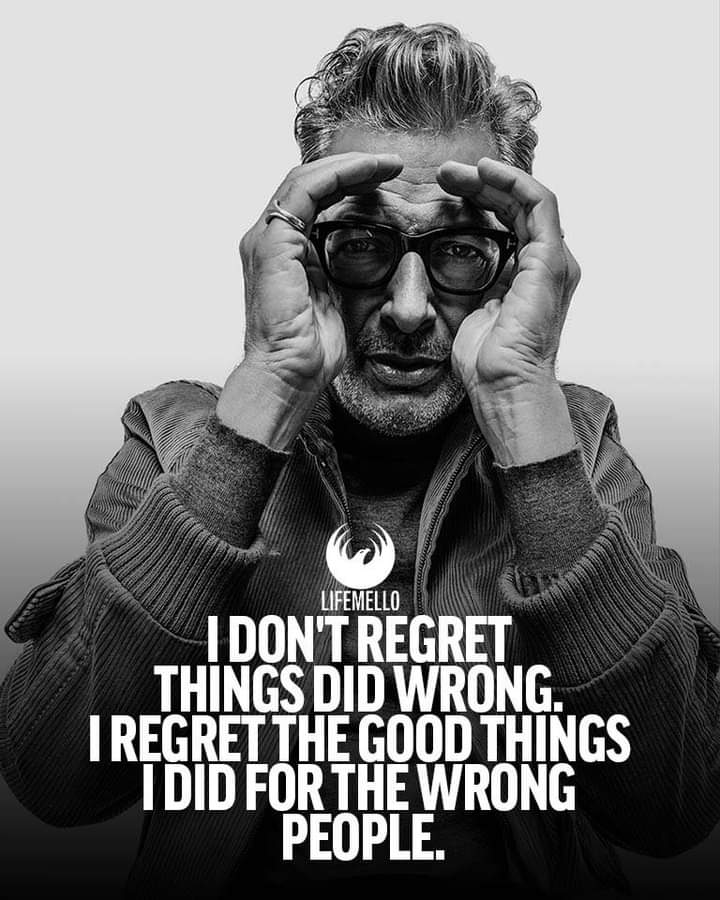 LIFEMELLO
I DON'T REGRET
THINGS DID WRONG.
I REGRET THE GOOD THINGS
I DID FOR THE WRONG
PEOPLE.